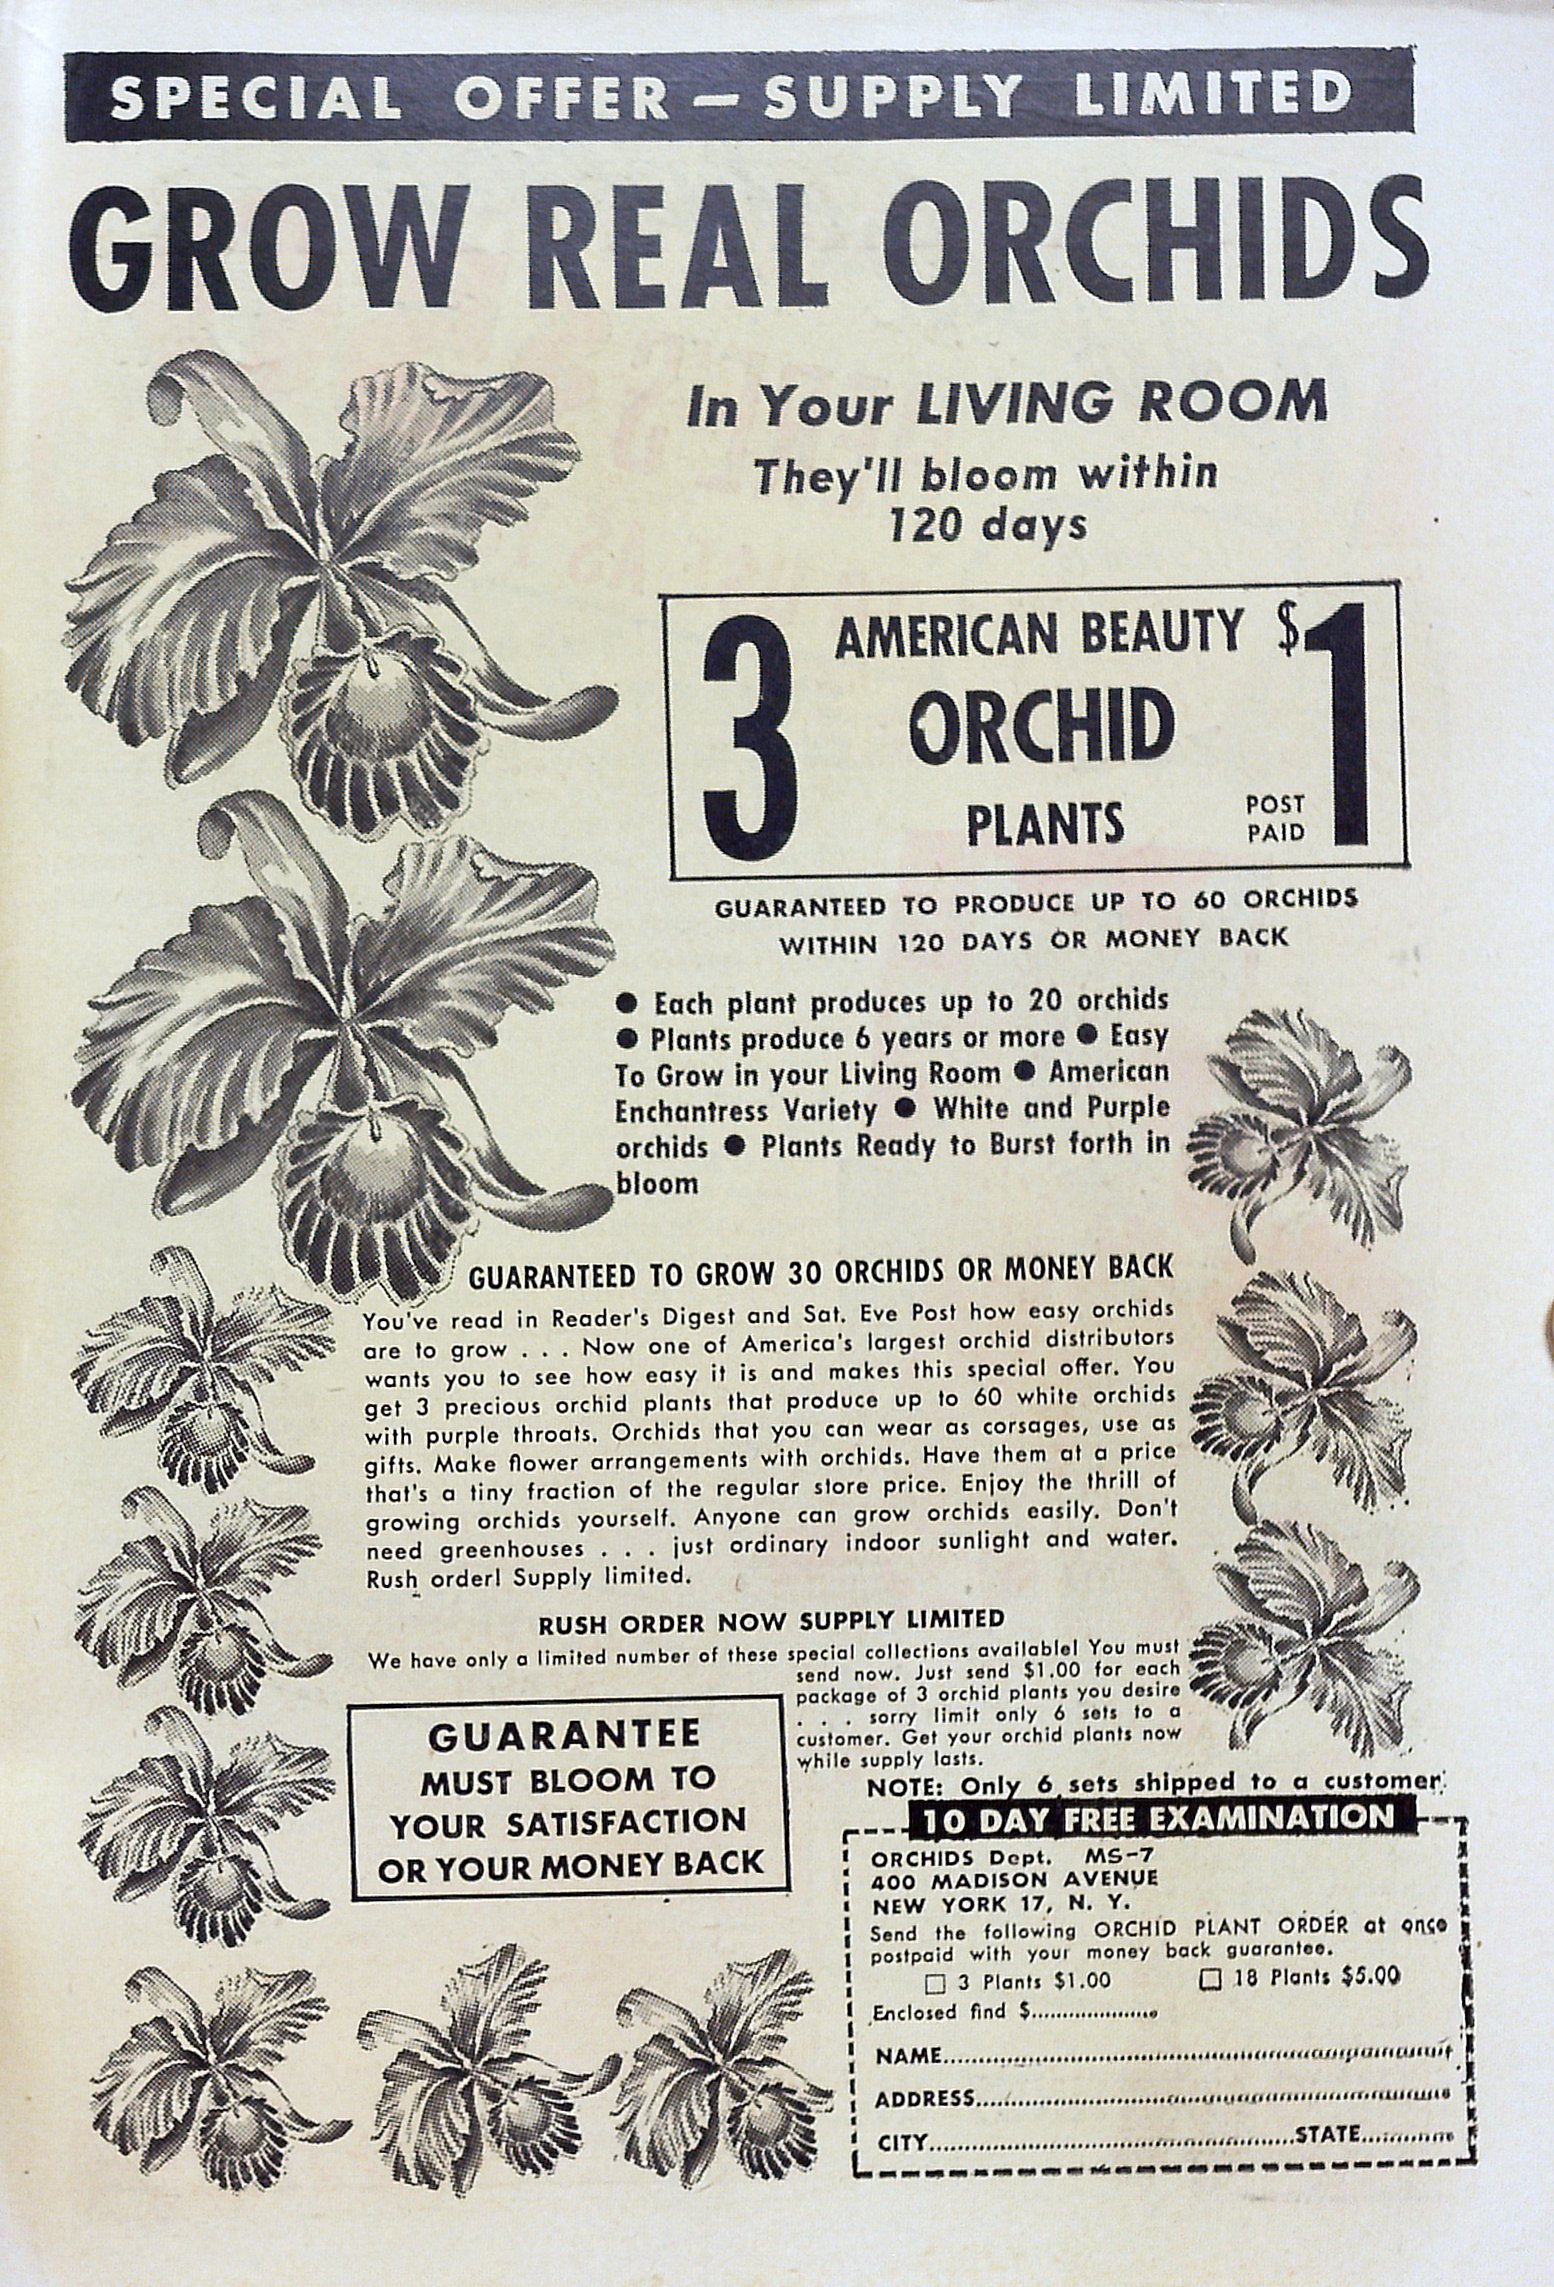 SPECIAL OFFER — SUPPLY LIMITED
GROW REAL ORCHIDS
In Your LIVING ROOM
They'll bloom within
120 days
3 AMERICAN BEAUTY $1
ORCHID
PLANTS
POST
PAID
GUARANTEED TO PRODUCE UP TO 60 ORCHIDS
WITHIN 120 DAYS OR MONEY BACK
● Each plant produces up to 20 orchids
● Plants produce 6 years or more ● Easy
To Grow in your Living Room ● American
Enchantress Variety ● White and Purple
orchids ● Plants Ready to Burst forth in
bloom
GUARANTEED TO GROW 30 ORCHIDS OR MONEY BACK
You've read in Reader's Digest and Sat. Eve Post how easy orchids
are to grow . . . Now one of America's largest orchid distributors
wants you to see how easy it is and makes this special offer. You
get 3 precious orchid plants that produce up to 60 white orchids
with purple throats. Orchids that you can wear as corsages, use as
gifts. Make flower arrangements with orchids. Have them at a price
that's a tiny fraction of the regular store price. Enjoy the thrill of
growing orchids yourself. Anyone can grow orchids easily. Don't
need greenhouses . . . just ordinary indoor sunlight and water.
Rush order! Supply limited.
RUSH ORDER NOW SUPPLY LIMITED
We have only a limited number of these special collections available! You must
send now. Just send $1.00 for each
package of 3 orchid plants you desire
. . . sorry limit only 6 sets to a
customer. Get your orchid plants now
while supply lasts.
GUARANTEE
MUST BLOOM TO
YOUR SATISFACTION
OR YOUR MONEY BACK
NOTE: Only 6 sets shipped to a customer.
10 DAY FREE EXAMINATION
ORCHIDS Dept. MS-7
400 MADISON AVENUE
NEW YORK 17, N. Y.
Send the following ORCHID PLANT ORDER at once
postpaid with your money back guarantee.
□ 3 Plants $1.00 □ 18 Plants $5.00
Enclosed find $....................
NAME..............................
ADDRESS..............................
CITY..............................STATE..............